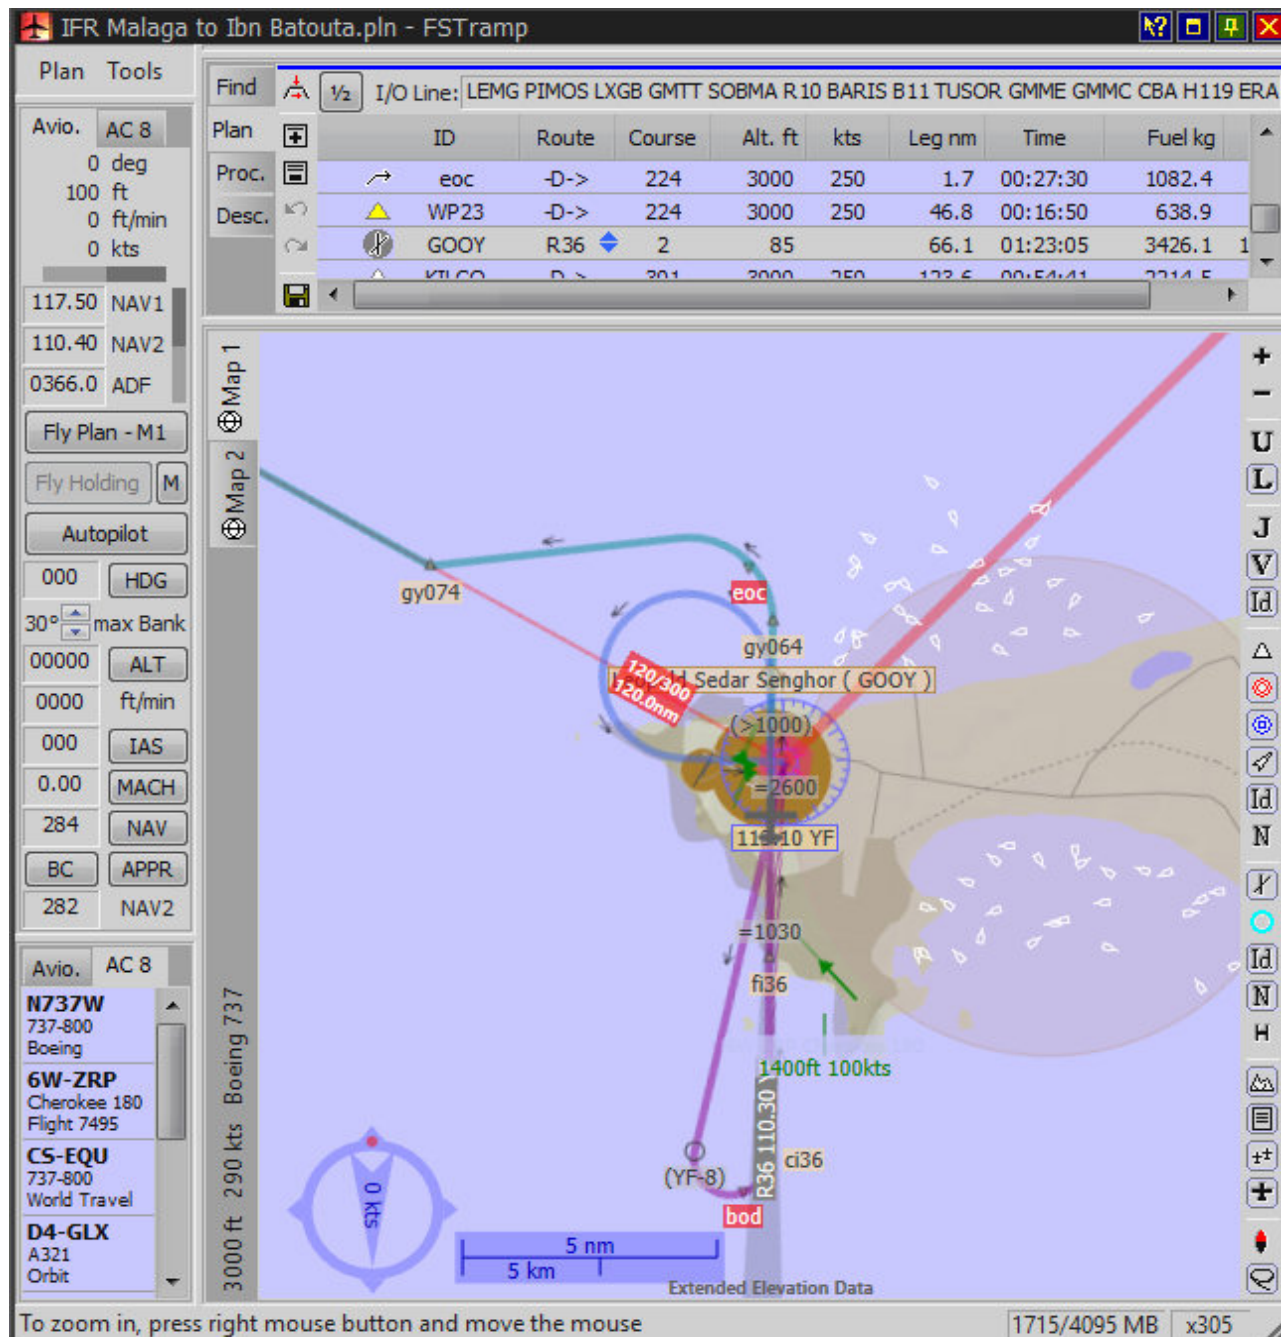 IFR Malaga to Ibn Batouta.pln - FSTramp
Plan Tools
Avio. AC 8
0 deg
100 ft
0 ft/min
0 kts
117.50 NAV1
110.40 NAV2
0366.0 ADF
Fly Plan - M1
Fly Holding M
Autopilot
000 HDG
30° max Bank
00000 ALT
0000 ft/min
000 IAS
0.00 MACH
284 NAV
BC APPR
282 NAV2
Avio. AC 8
N737W
737-800
Boeing
6W-ZRP
Cherokee 180
Flight 7495
CS-EQU
737-800
World Travel
D4-GLX
A321
Orbit
Find
Plan
Proc.
Desc.
½ I/O Line: LEMG PIMOS LXGB GMTT SOBMA R10 BARIS B11 TUSOR GMME GMMC CBA H119 ERA
ID Route Course Alt. ft kts Leg nm Time Fuel kg
eoc -D-> 224 3000 250 1.7 00:27:30 1082.4
WP23 -D-> 224 3000 250 46.8 00:16:50 638.9
GOOY R36 2 85 66.1 01:23:05 3426.1 1
Map 1
Map 2
3000 ft 290 kts Boeing 737
gy074
eoc
gy064
120/300
120.0nm
Sedar Senghor ( GOOY )
(>1000)
=2600
10 YF
=1030
fi36
1400ft 100kts
R36 110.30
ci36
(YF-8)
bod
0 kts
5 nm
5 km
Extended Elevation Data
+
-
U
L
J
V
Id
Id
N
Id
N
H
To zoom in, press right mouse button and move the mouse
1715/4095 MB x305